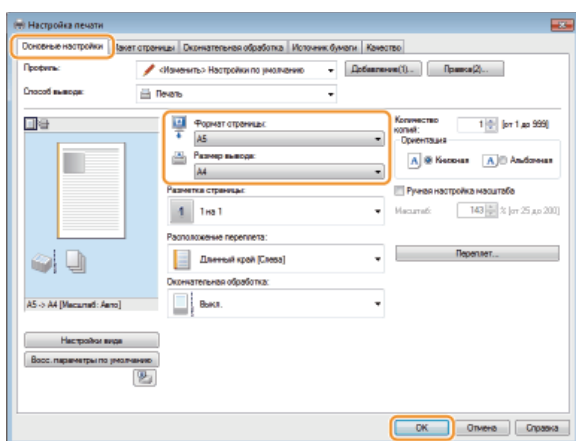 Настройка печати
Основные настройки Макет страницы Окончательная обработка Источник бумаги Качество
Профиль: <Изменить> Настройки по умолчанию Добавление(1)... Правка(2)...
Способ вывода: Печать
Формат страницы: Количество копий: 1 [от 1 до 999]
A5
Размер вывода: Ориентация
A4 A Книжная A Альбомная
Разметка страницы: Ручная настройка масштаба
1 1 на 1 Масштаб: 143 % [от 25 до 200]
Расположение переплета: Переплет...
Длинный край [Слева]
Окончательная обработка:
Выкл.
A5 -> A4 [Масштаб: Авто]
Настройки вида
Восс. параметры по умолчанию
OK Отмена Справка